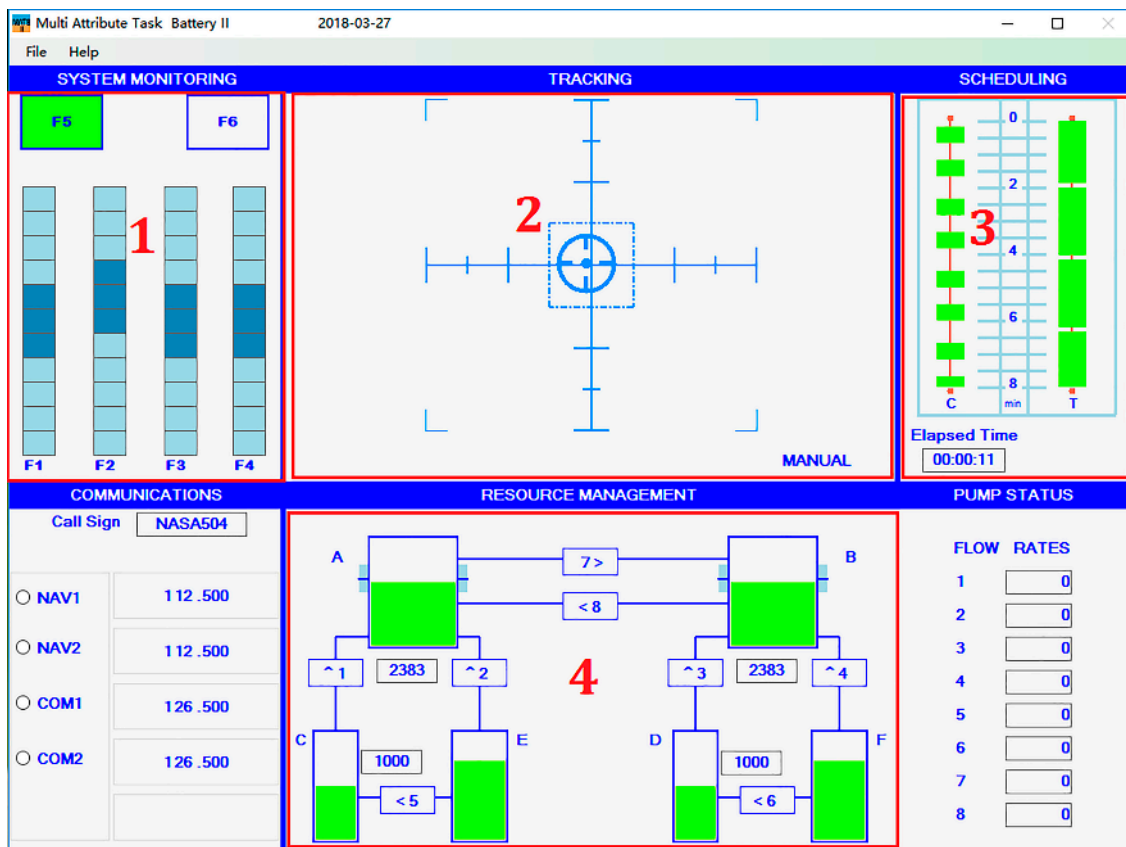 Multi Attribute Task Battery II 2018-03-27
File Help
SYSTEM MONITORING
F5 F6
1
F1 F2 F3 F4
TRACKING
2
MANUAL
SCHEDULING
0
2
3
4
6
8
C min T
Elapsed Time
00:00:11
COMMUNICATIONS
Call Sign NASA504
NAV1 112.500
NAV2 112.500
COM1 126.500
COM2 126.500
RESOURCE MANAGEMENT
A 7 > B
< 8
^ 1 2383 ^ 2 4 ^ 3 2383 ^ 4
C E D F
1000 1000
< 5 < 6
PUMP STATUS
FLOW RATES
1 0
2 0
3 0
4 0
5 0
6 0
7 0
8 0